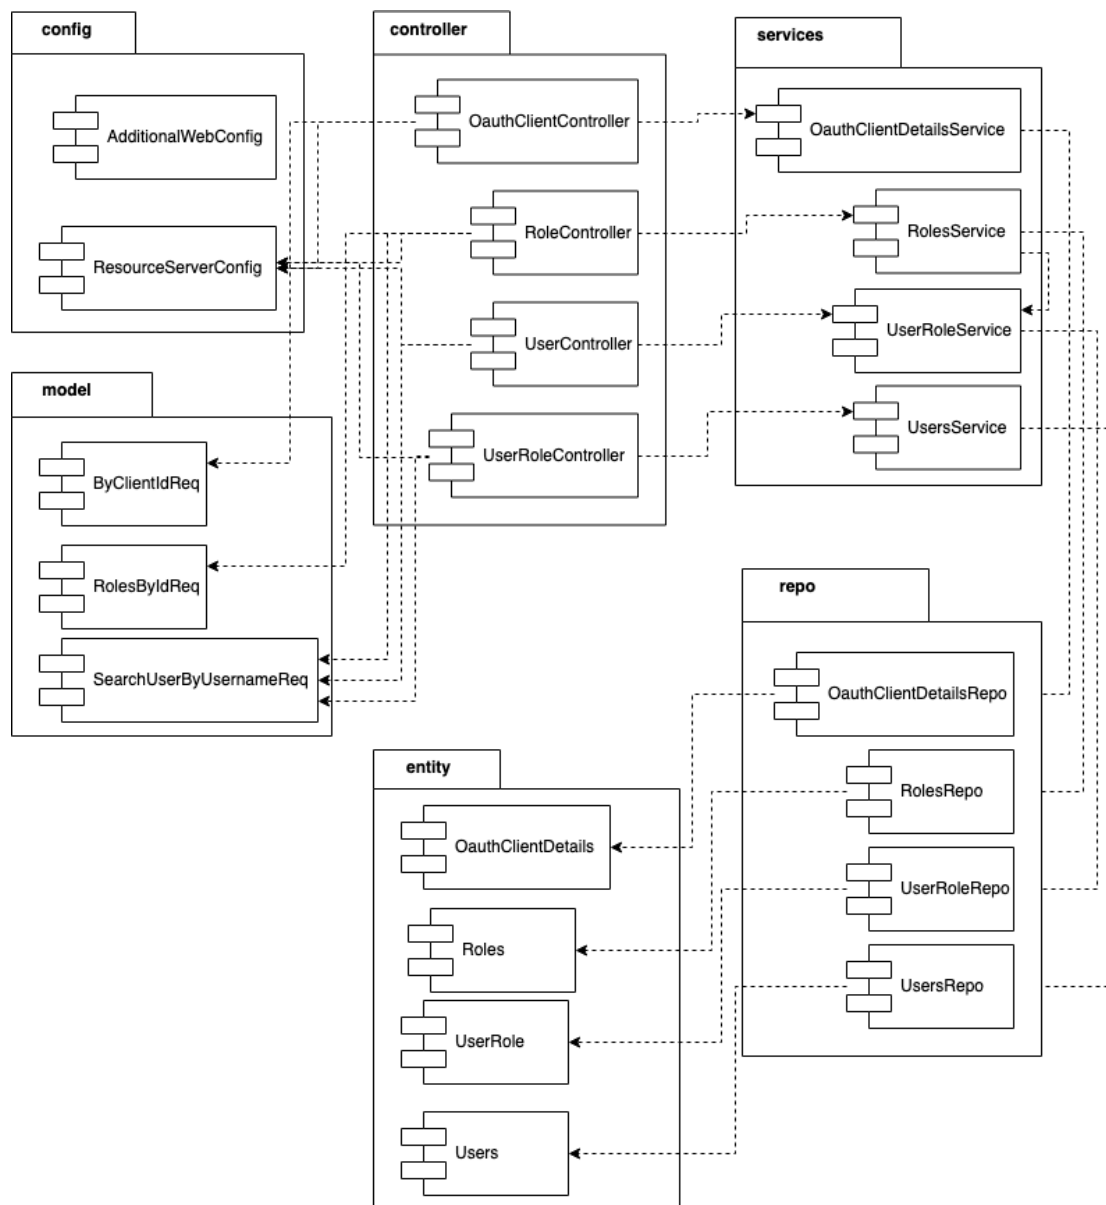 config
AdditionalWebConfig
ResourceServerConfig
controller
OauthClientController
RoleController
UserController
UserRoleController
services
OauthClientDetailsService
RolesService
UserRoleService
UsersService
model
ByClientIdReq
RolesByIdReq
SearchUserByUsernameReq
repo
OauthClientDetailsRepo
RolesRepo
UserRoleRepo
UsersRepo
entity
OauthClientDetails
Roles
UserRole
Users